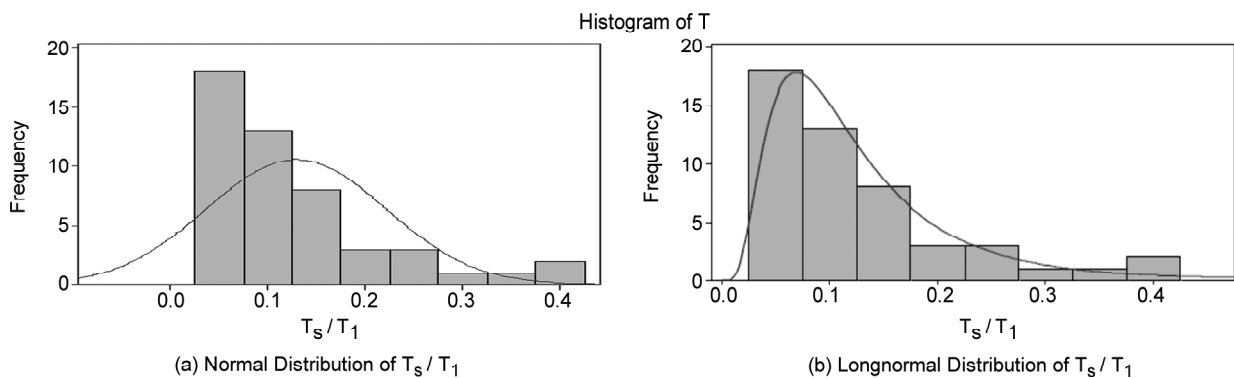 Histogram of T
20
15
10
5
0
Frequency
0.0 0.1 0.2 0.3 0.4
Ts / T1
(a) Normal Distribution of Ts / T1
20
15
10
5
0
Frequency
0.0 0.1 0.2 0.3 0.4
Ts / T1
(b) Longnormal Distribution of Ts / T1